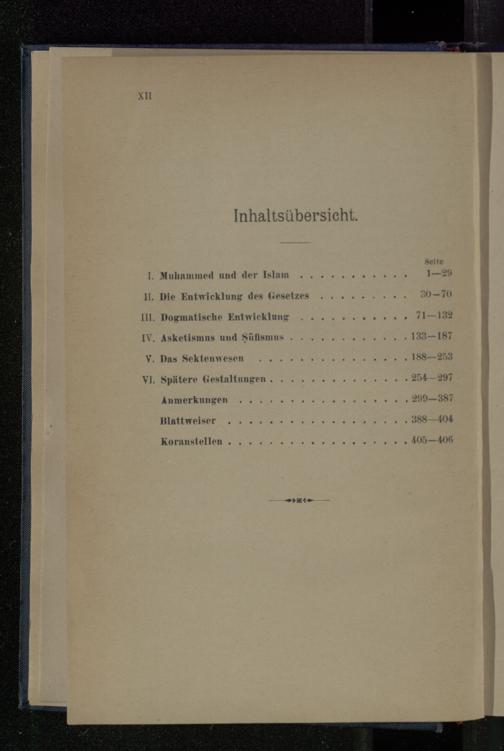 XII
Inhaltsübersicht.
Seite
I. Muhammed und der Islam . . . . . . . . . . . 1—29
II. Die Entwicklung des Gesetzes . . . . . . . . . 30—70
III. Dogmatische Entwicklung . . . . . . . . . . . 71—132
IV. Asketismus und Ṣûfismus . . . . . . . . . . . . 133—187
V. Das Sektenwesen . . . . . . . . . . . . . . 188—253
VI. Spätere Gestaltungen . . . . . . . . . . . . . . 254—297
Anmerkungen . . . . . . . . . . . . . . . . . 299—387
Blattweiser . . . . . . . . . . . . . . . . . . 388—404
Koranstellen . . . . . . . . . . . . . . . . . . 405—406